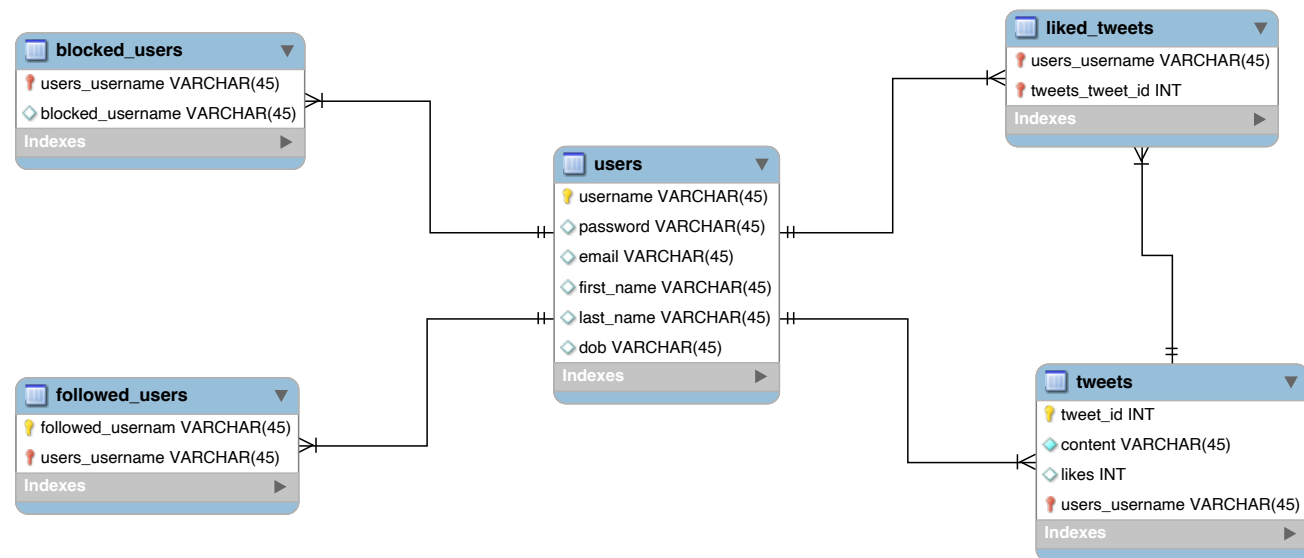 blocked_users
users_username VARCHAR(45)
blocked_username VARCHAR(45)
Indexes
followed_users
followed_usernam VARCHAR(45)
users_username VARCHAR(45)
Indexes
users
username VARCHAR(45)
password VARCHAR(45)
email VARCHAR(45)
first_name VARCHAR(45)
last_name VARCHAR(45)
dob VARCHAR(45)
Indexes
liked_tweets
users_username VARCHAR(45)
tweets_tweet_id INT
Indexes
tweets
tweet_id INT
content VARCHAR(45)
likes INT
users_username VARCHAR(45)
Indexes